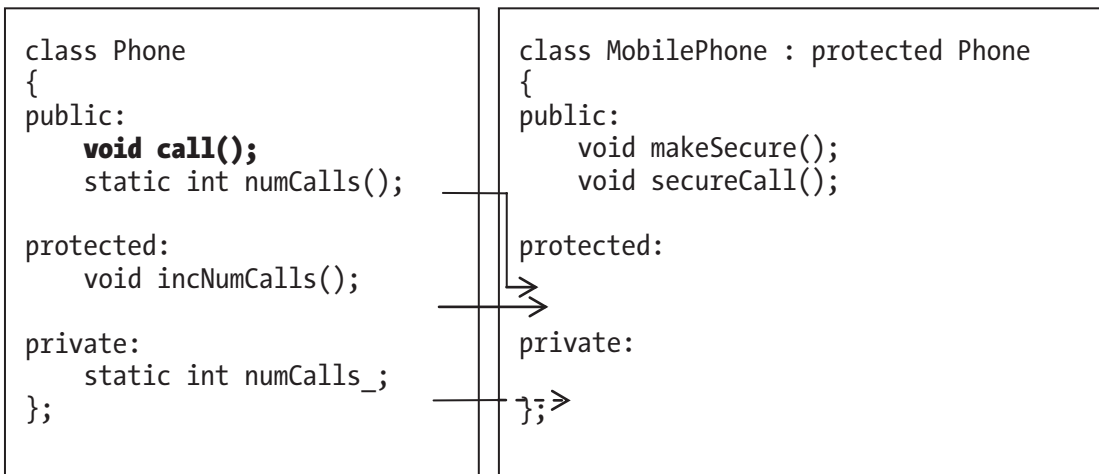 class Phone
{
public:
    void call();
    static int numCalls();

protected:
    void incNumCalls();

private:
    static int numCalls_;
};

class MobilePhone : protected Phone
{
public:
    void makeSecure();
    void secureCall();

protected:

private:

};